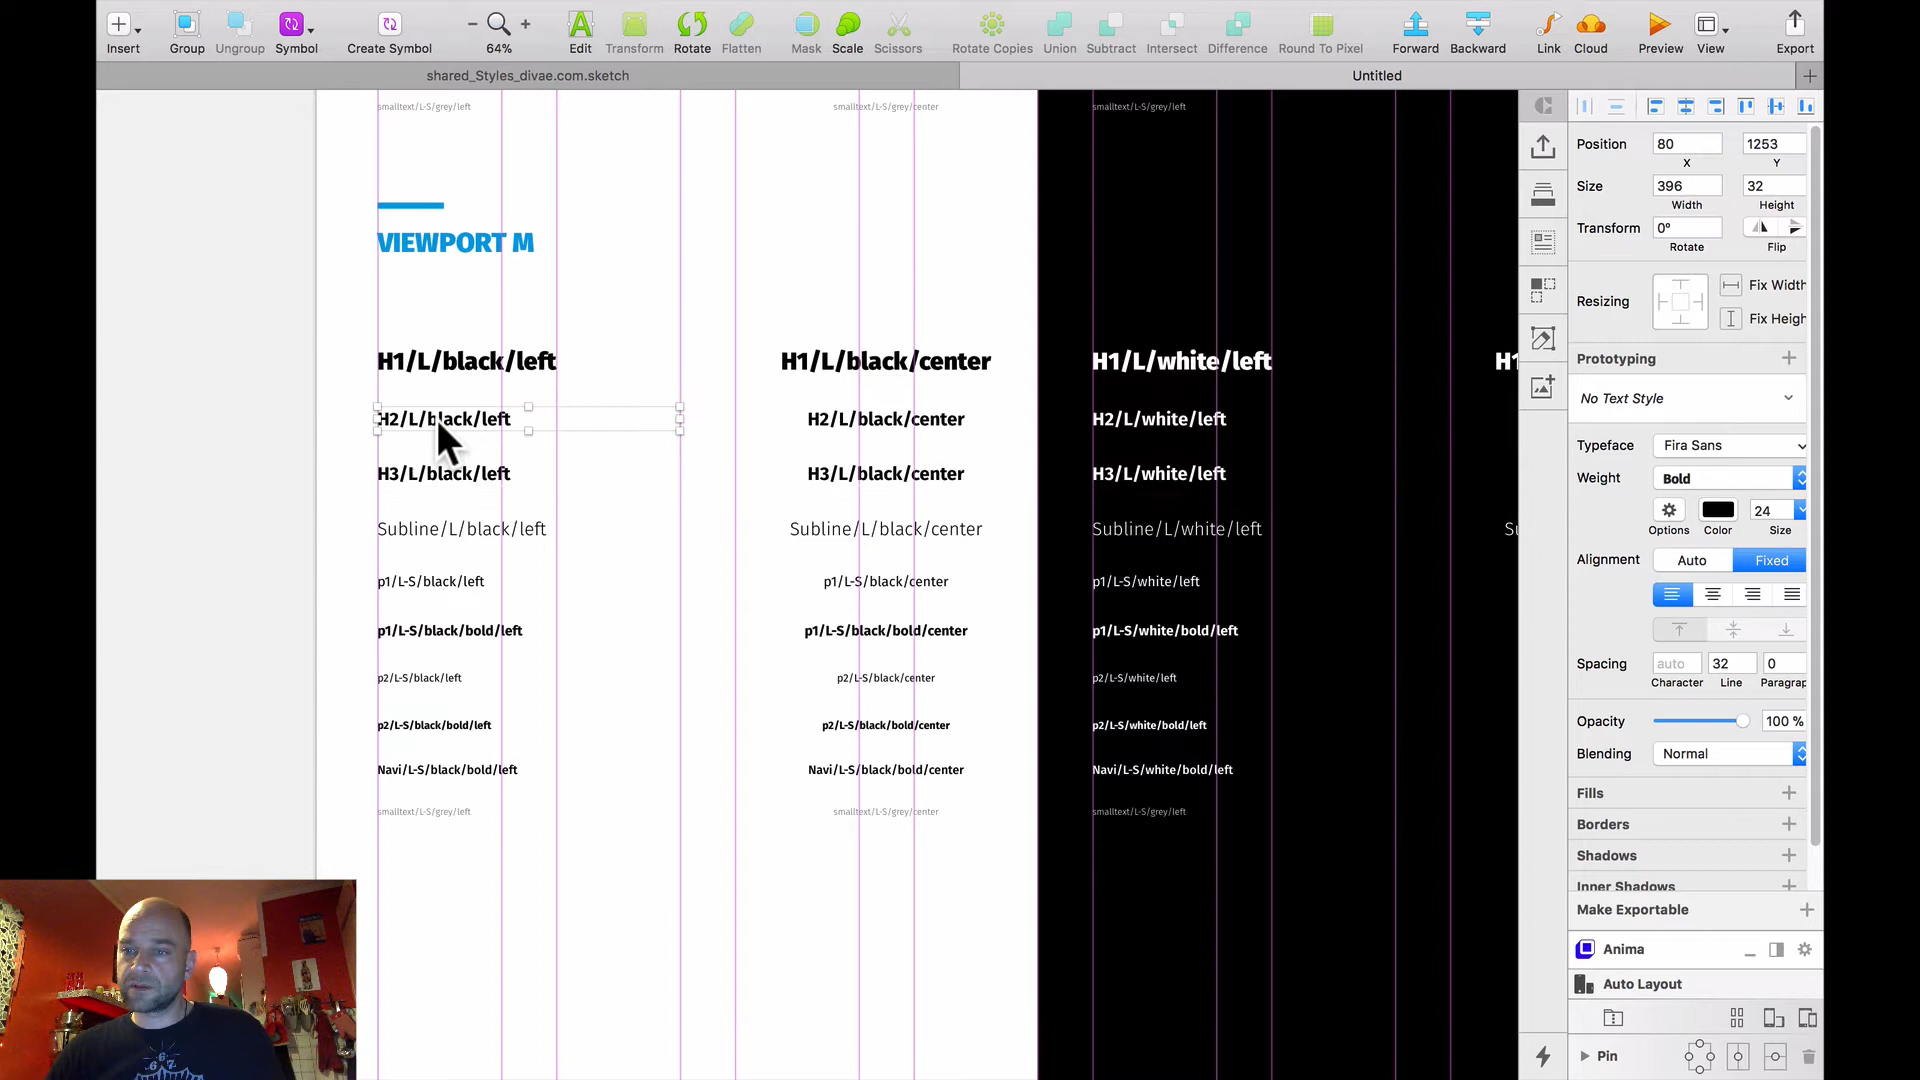 Insert
Group
Ungroup
Symbol
Create Symbol
64%
Edit
Transform
Rotate
Flatten
Mask
Scale
Scissors
Rotate Copies
Union
Subtract
Intersect
Difference
Round To Pixel
Forward
Backward
Link
Cloud
Preview
View
Export
shared_Styles_divae.com.sketch
Untitled
smalltext/L-S/grey/left
smalltext/L-S/grey/center
smalltext/L-S/grey/left
VIEWPORT M
H1/L/black/left
H1/L/black/center
H1/L/white/left
H1
H2/L/black/left
H2/L/black/center
H2/L/white/left
H3/L/black/left
H3/L/black/center
H3/L/white/left
Subline/L/black/left
Subline/L/black/center
Subline/L/white/left
p1/L-S/black/left
p1/L-S/black/center
p1/L-S/white/left
p1/L-S/black/bold/left
p1/L-S/black/bold/center
p1/L-S/white/bold/left
p2/L-S/black/left
p2/L-S/black/center
p2/L-S/white/left
p2/L-S/black/bold/left
p2/L-S/black/bold/center
p2/L-S/white/bold/left
Navi/L-S/black/bold/left
Navi/L-S/black/bold/center
Navi/L-S/white/bold/left
smalltext/L-S/grey/left
smalltext/L-S/grey/center
smalltext/L-S/grey/left
Position
80
1253
X
Y
Size
396
32
Width
Height
Transform
0°
Rotate
Flip
Resizing
Fix Width
Fix Heigh
Prototyping
No Text Style
Typeface
Fira Sans
Weight
Bold
24
Options
Color
Size
Alignment
Auto
Fixed
Spacing
auto
32
0
Character
Line
Paragrap
Opacity
100 %
Blending
Normal
Fills
Borders
Shadows
Inner Shadows
Make Exportable
Anima
Auto Layout
Pin